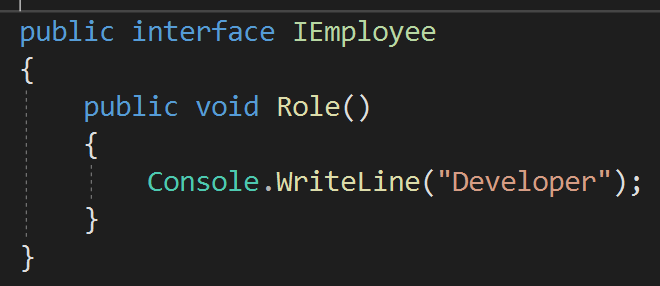 public interface IEmployee
{
    public void Role()
    {
        Console.WriteLine("Developer");
    }
}